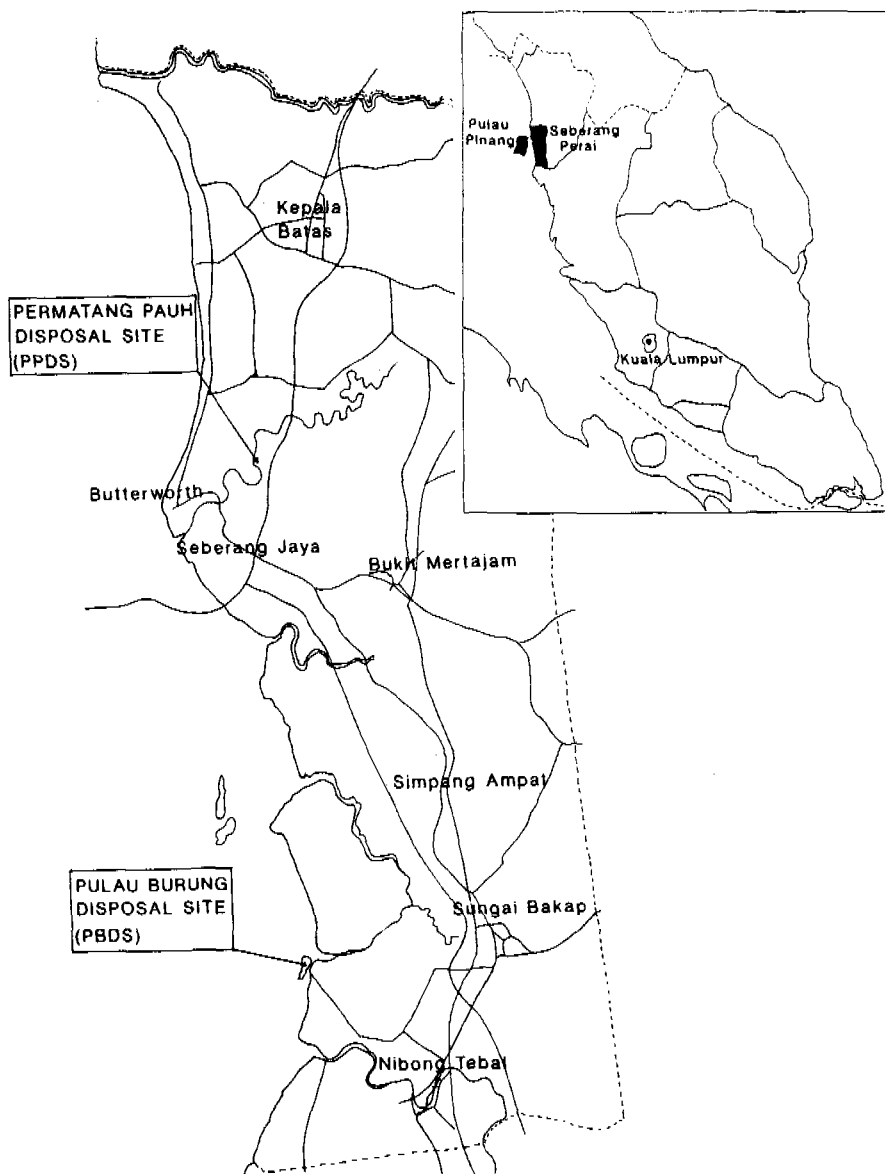 Pulau
Pinang
Seberang
Perai
Kuala Lumpur
Kepala
Batas
PERMATANG PAUH
DISPOSAL SITE
(PPDS)
Butterworth
Seberang Jaya
Bukit Mertajam
Simpang Ampat
PULAU BURUNG
DISPOSAL SITE
(PBDS)
Sungai Bakap
Nibong Tebal